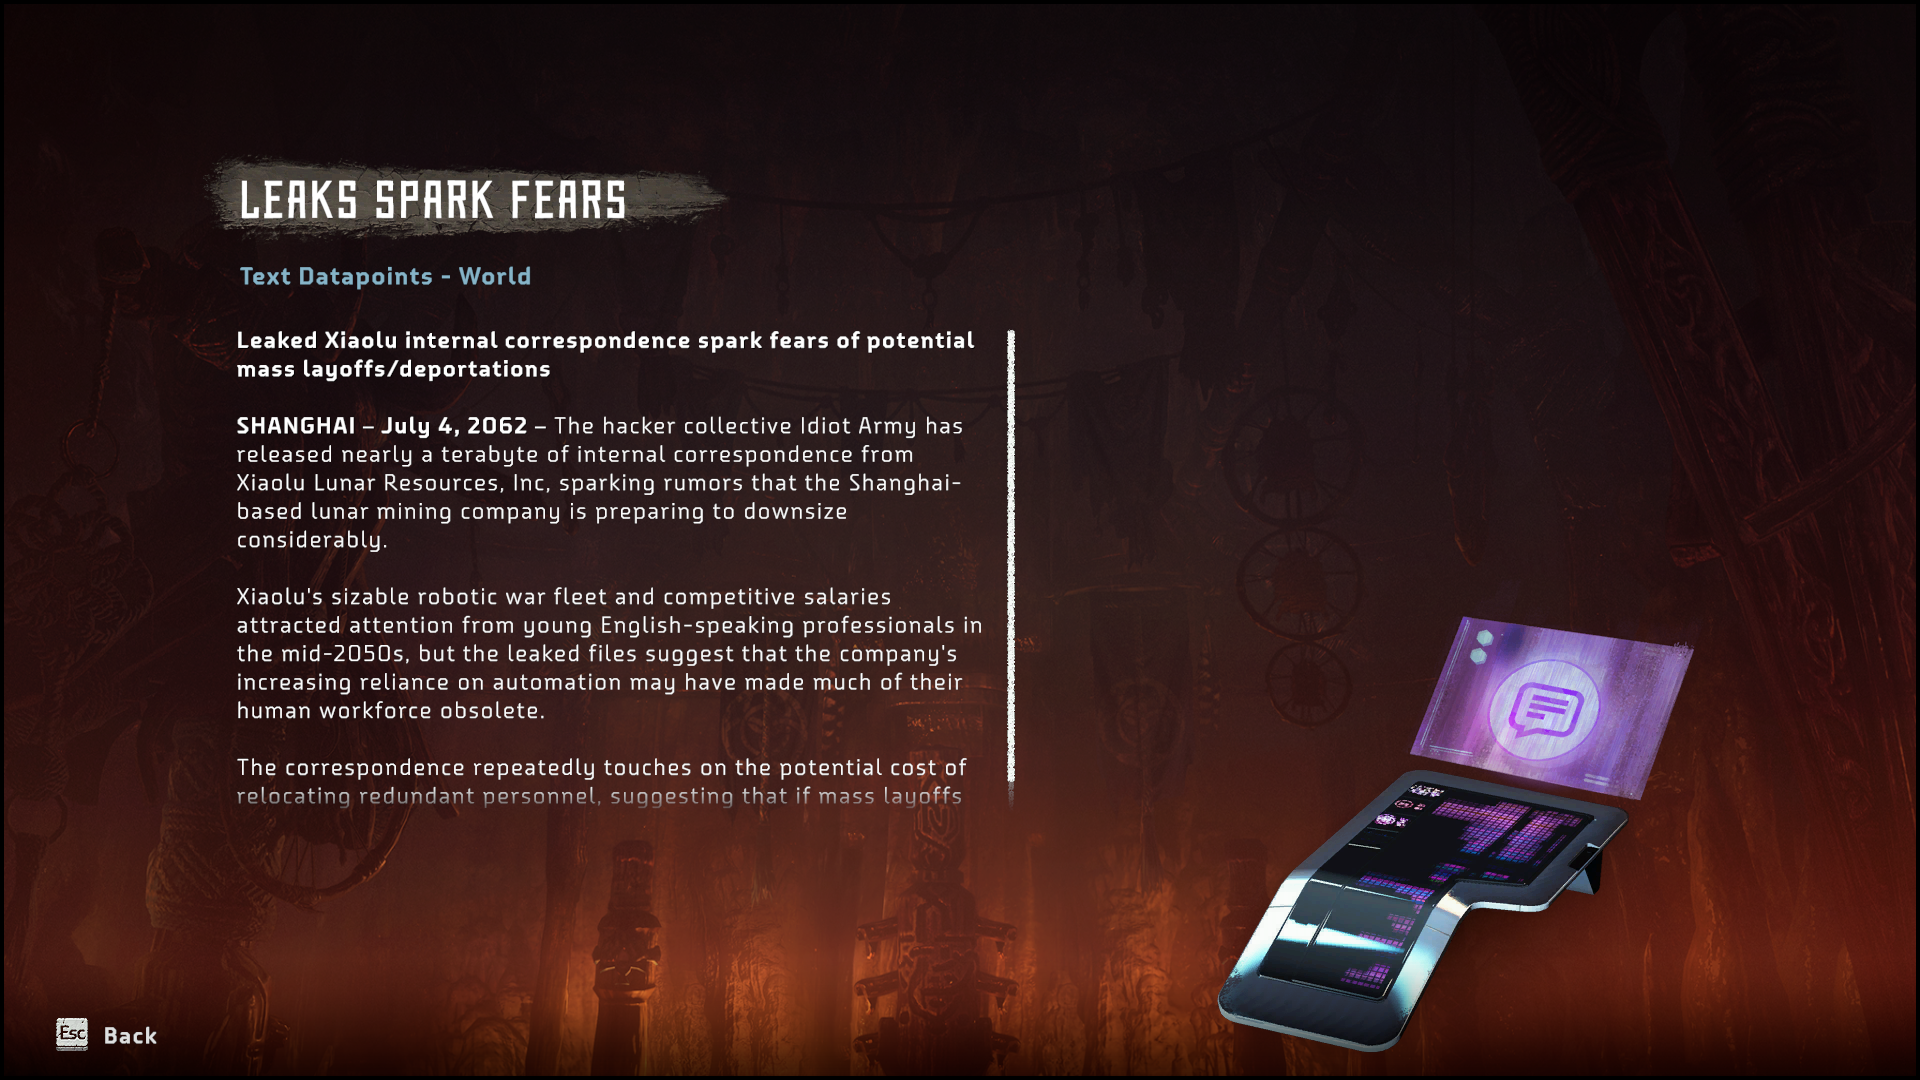 LEAKS SPARK FEARS
Text Datapoints - World
Leaked Xiaolu internal correspondence spark fears of potential
mass layoffs/deportations
SHANGHAI – July 4, 2062 – The hacker collective Idiot Army has
released nearly a terabyte of internal correspondence from
Xiaolu Lunar Resources, Inc, sparking rumors that the Shanghai-
based lunar mining company is preparing to downsize
considerably.
Xiaolu's sizable robotic war fleet and competitive salaries
attracted attention from young English-speaking professionals in
the mid-2050s, but the leaked files suggest that the company's
increasing reliance on automation may have made much of their
human workforce obsolete.
The correspondence repeatedly touches on the potential cost of
relocating redundant personnel, suggesting that if mass layoffs
Esc Back